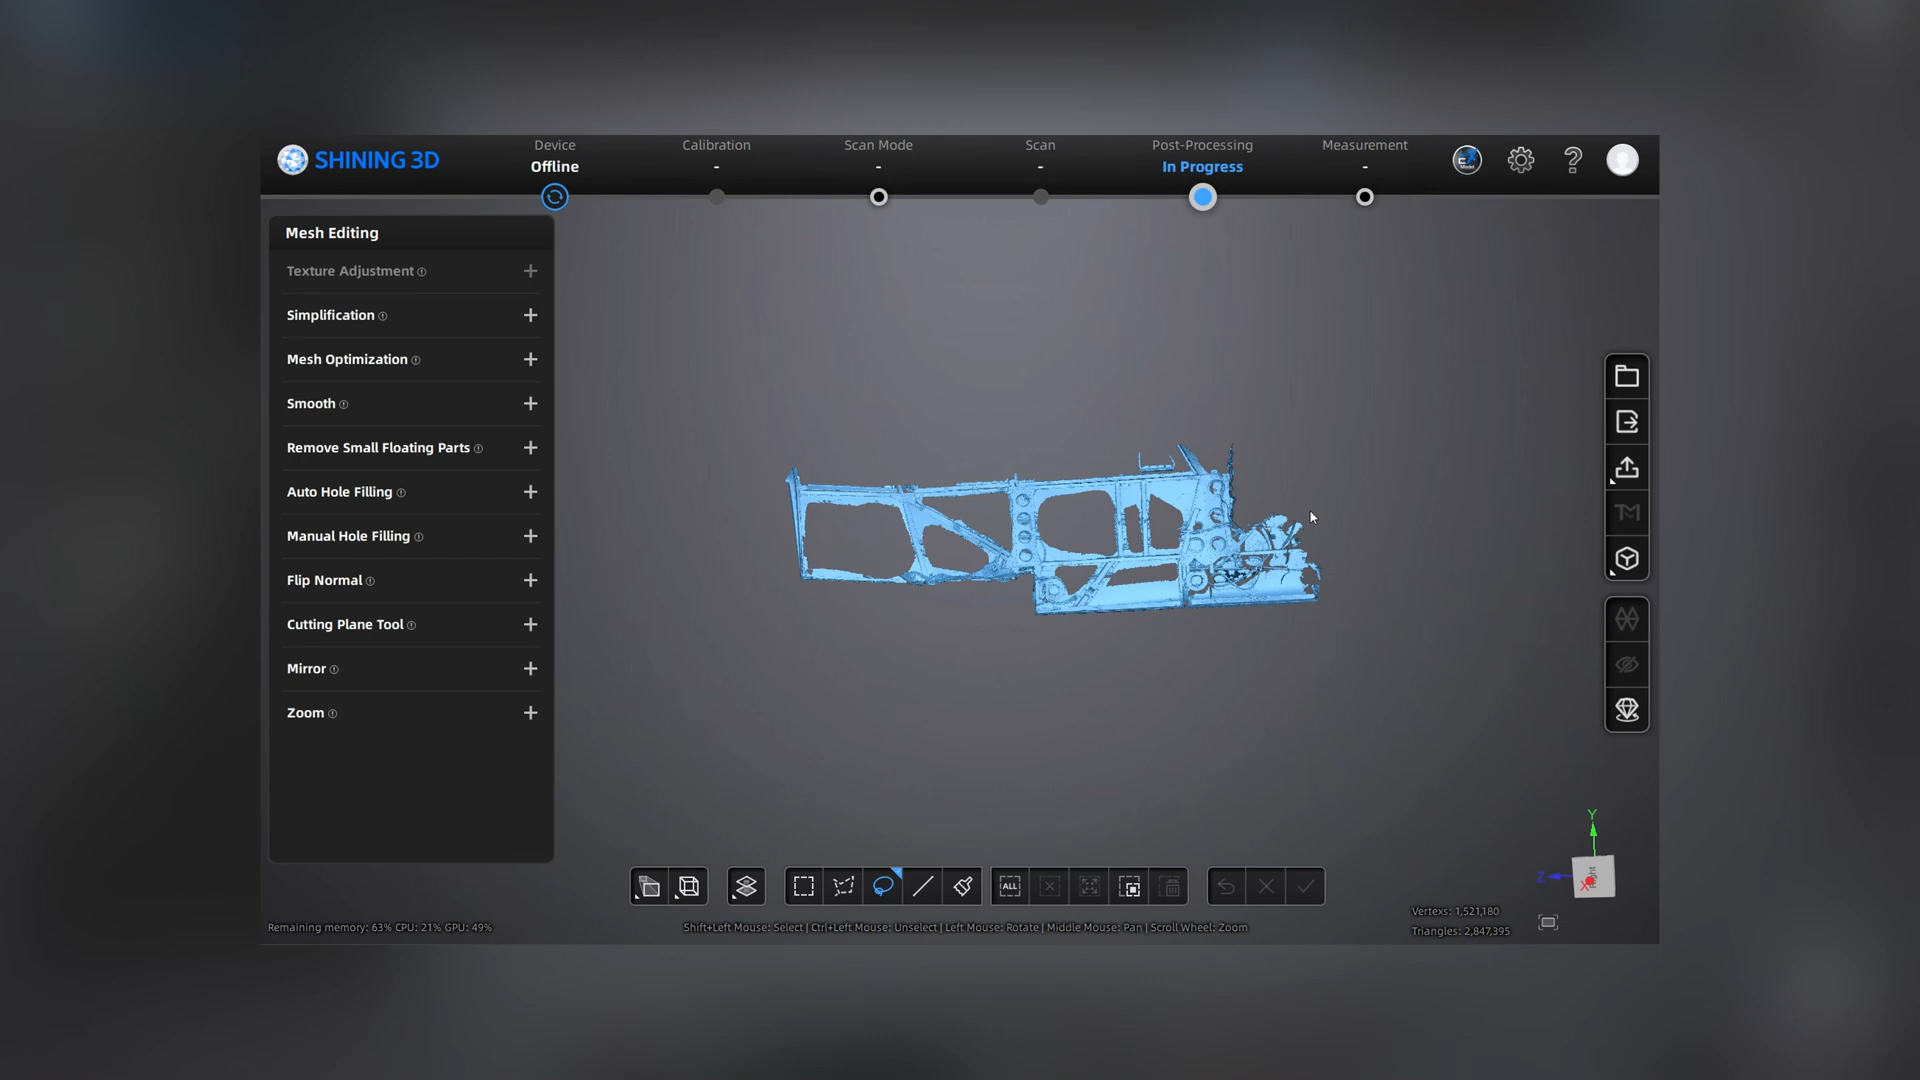 SHINING 3D
Device
Offline
Calibration
-
Scan Mode
-
Scan
-
Post-Processing
In Progress
Measurement
-
Mesh Editing
Texture Adjustment
Simplification
Mesh Optimization
Smooth
Remove Small Floating Parts
Auto Hole Filling
Manual Hole Filling
Flip Normal
Cutting Plane Tool
Mirror
Zoom
TM
Y
Z
X
Right
ALL
Vertexs: 1,521,180
Triangles: 2,847,395
Remaining memory: 63% CPU: 21% GPU: 49%
Shift+Left Mouse: Select | Ctrl+Left Mouse: Unselect | Left Mouse: Rotate | Middle Mouse: Pan | Scroll Wheel: Zoom